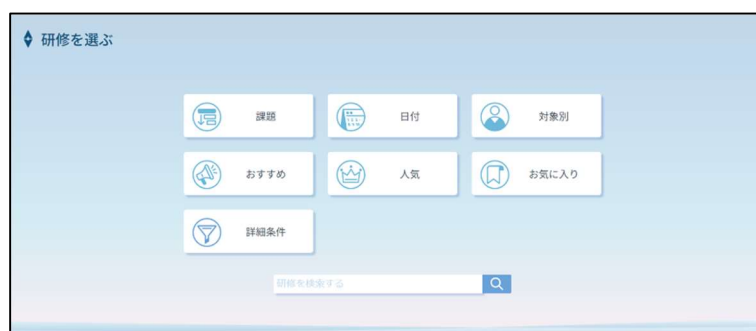 研修を選ぶ
課題
日付
対象別
おすすめ
人気
お気に入り
詳細条件
研修を検索する